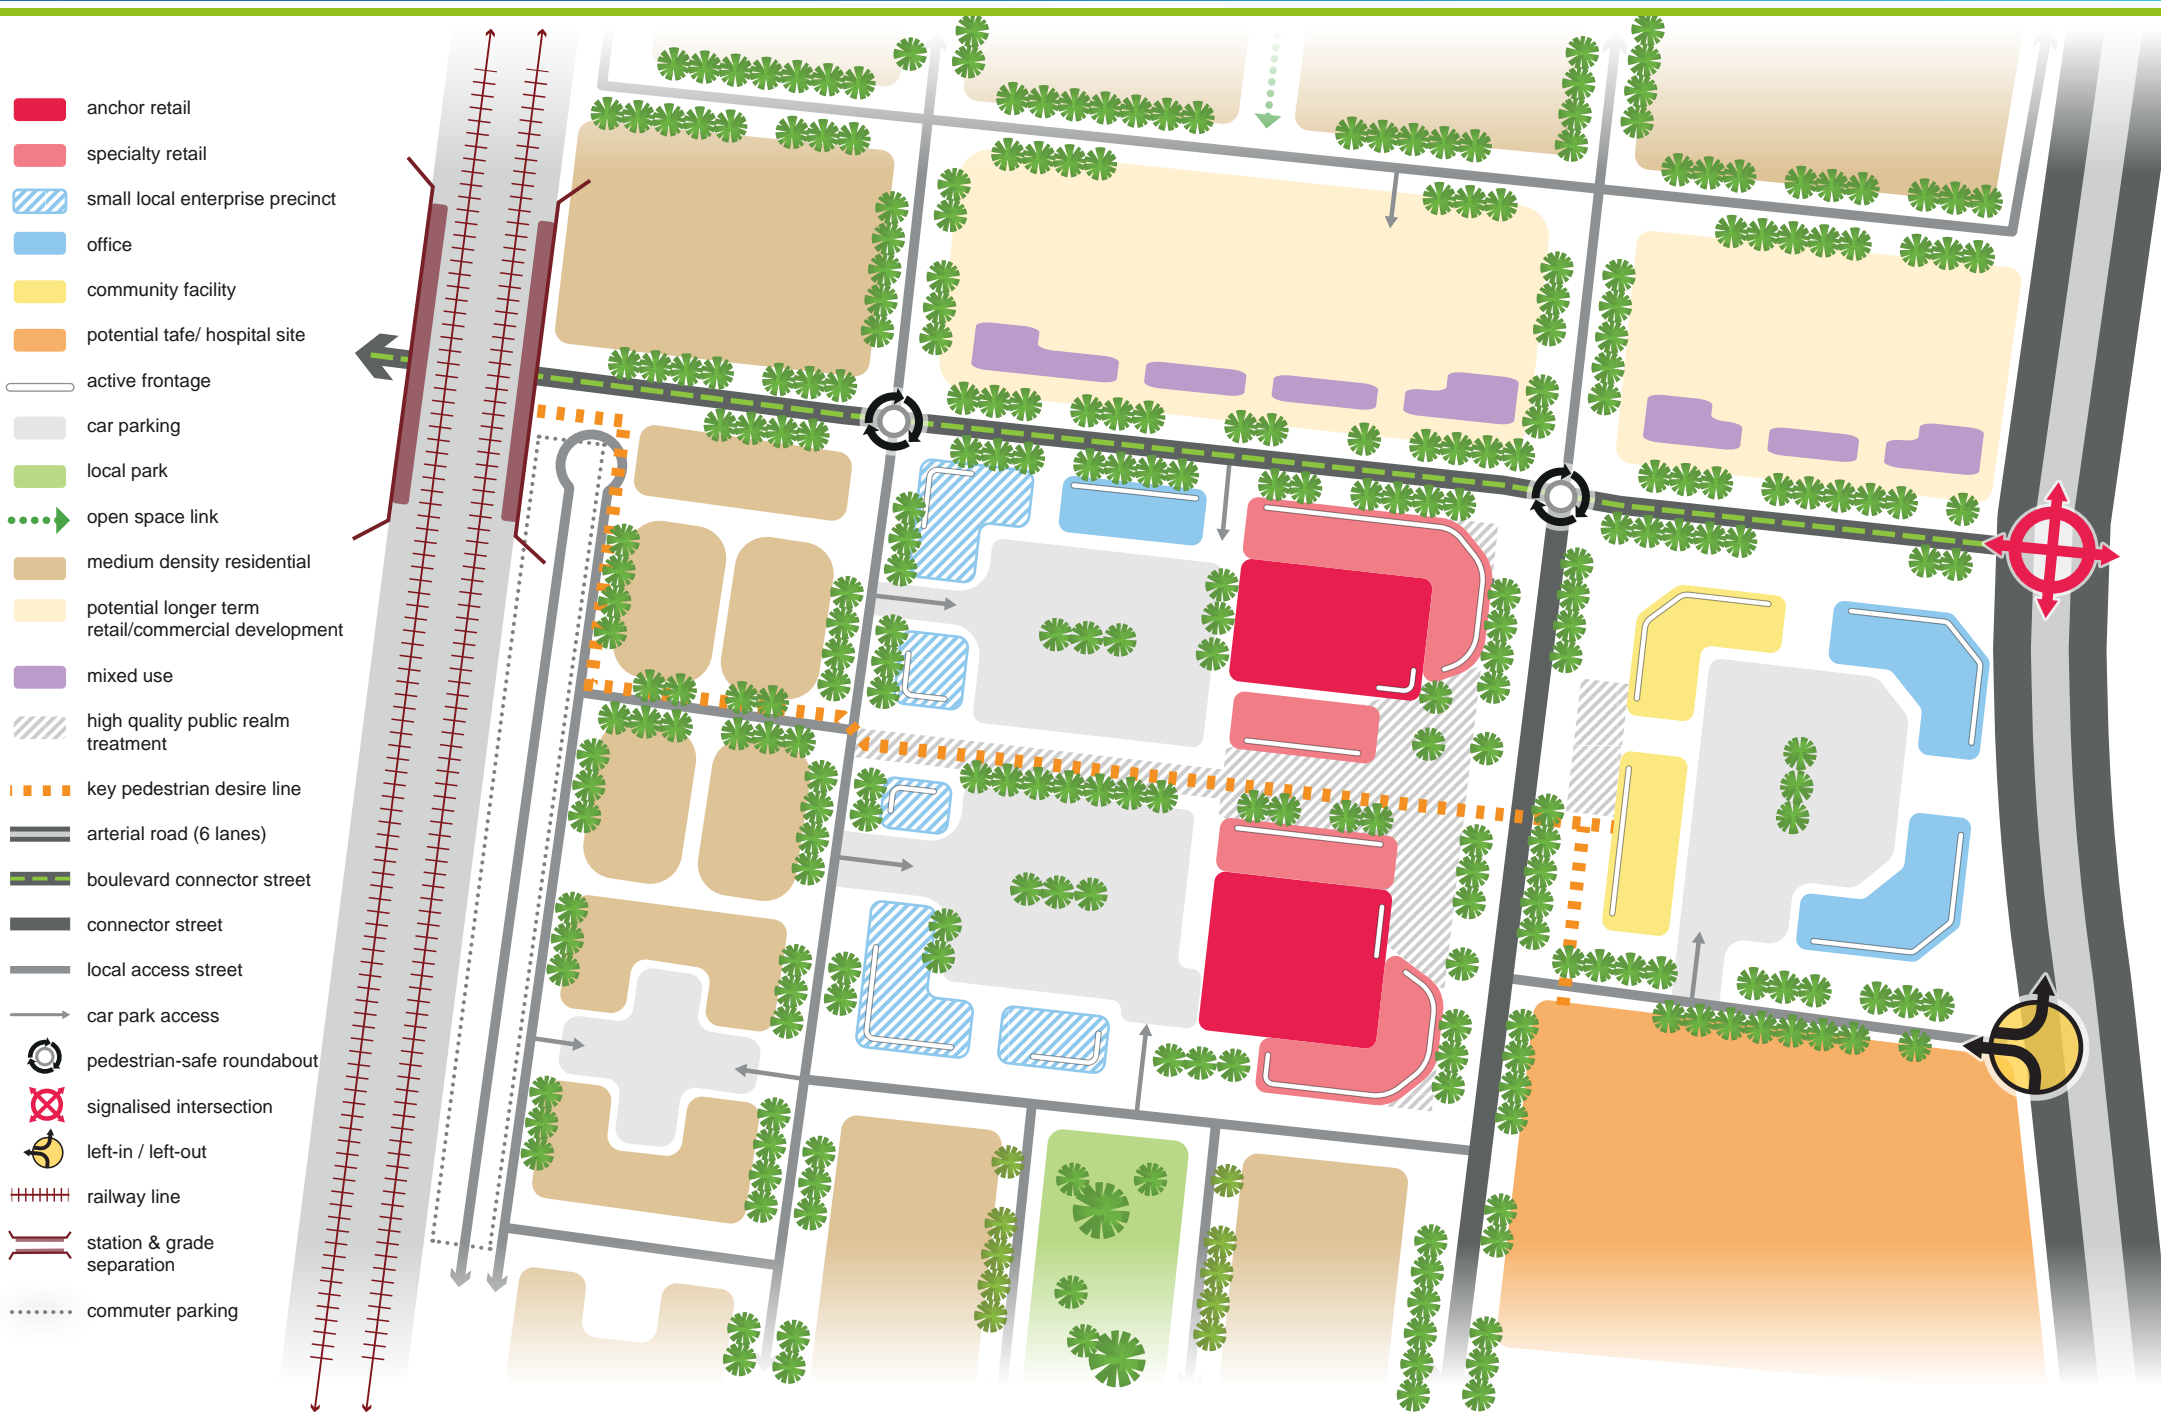 anchor retail
specialty retail
small local enterprise precinct
office
community facility
potential tafe/ hospital site
active frontage
car parking
local park
open space link
medium density residential
potential longer term
retail/commercial development
mixed use
high quality public realm
treatment
key pedestrian desire line
arterial road (6 lanes)
boulevard connector street
connector street
local access street
car park access
pedestrian-safe roundabout
signalised intersection
left-in / left-out
railway line
station & grade
separation
commuter parking